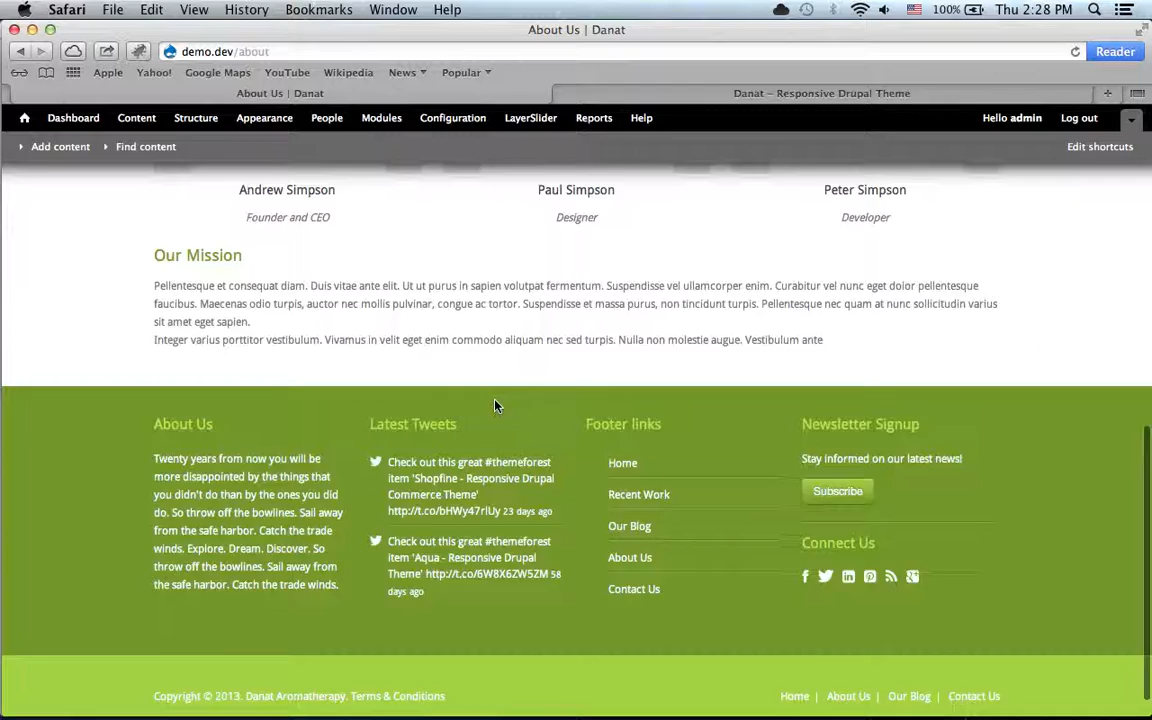 Safari File Edit View History Bookmarks Window Help 100% Thu 2:28 PM
About Us | Danat
demo.dev/about Reader
Apple Yahoo! Google Maps YouTube Wikipedia News Popular
About Us | Danat Danat – Responsive Drupal Theme
Dashboard Content Structure Appearance People Modules Configuration LayerSlider Reports Help Hello admin Log out
Add content Find content Edit shortcuts
Andrew Simpson Paul Simpson Peter Simpson
Founder and CEO Designer Developer
Our Mission
Pellentesque et consequat diam. Duis vitae ante elit. Ut ut purus in sapien volutpat fermentum. Suspendisse vel ullamcorper enim. Curabitur vel nunc eget dolor pellentesque
faucibus. Maecenas odio turpis, auctor nec mollis pulvinar, congue ac tortor. Suspendisse et massa purus, non tincidunt turpis. Pellentesque nec quam at nunc sollicitudin varius
sit amet eget sapien.
Integer varius porttitor vestibulum. Vivamus in velit eget enim commodo aliquam nec sed turpis. Nulla non molestie augue. Vestibulum ante
About Us
Twenty years from now you will be
more disappointed by the things that
you didn't do than by the ones you did
do. So throw off the bowlines. Sail away
from the safe harbor. Catch the trade
winds. Explore. Dream. Discover. So
throw off the bowlines. Sail away from
the safe harbor. Catch the trade winds.
Latest Tweets
Check out this great #themeforest
item 'Shopfine - Responsive Drupal
Commerce Theme'
http://t.co/bHWy47rlUy 23 days ago
Check out this great #themeforest
item 'Aqua - Responsive Drupal
Theme' http://t.co/6W8X6ZW5ZM 58
days ago
Footer links
Home
Recent Work
Our Blog
About Us
Contact Us
Newsletter Signup
Stay informed on our latest news!
Subscribe
Connect Us
Copyright © 2013. Danat Aromatherapy. Terms & Conditions
Home | About Us | Our Blog | Contact Us